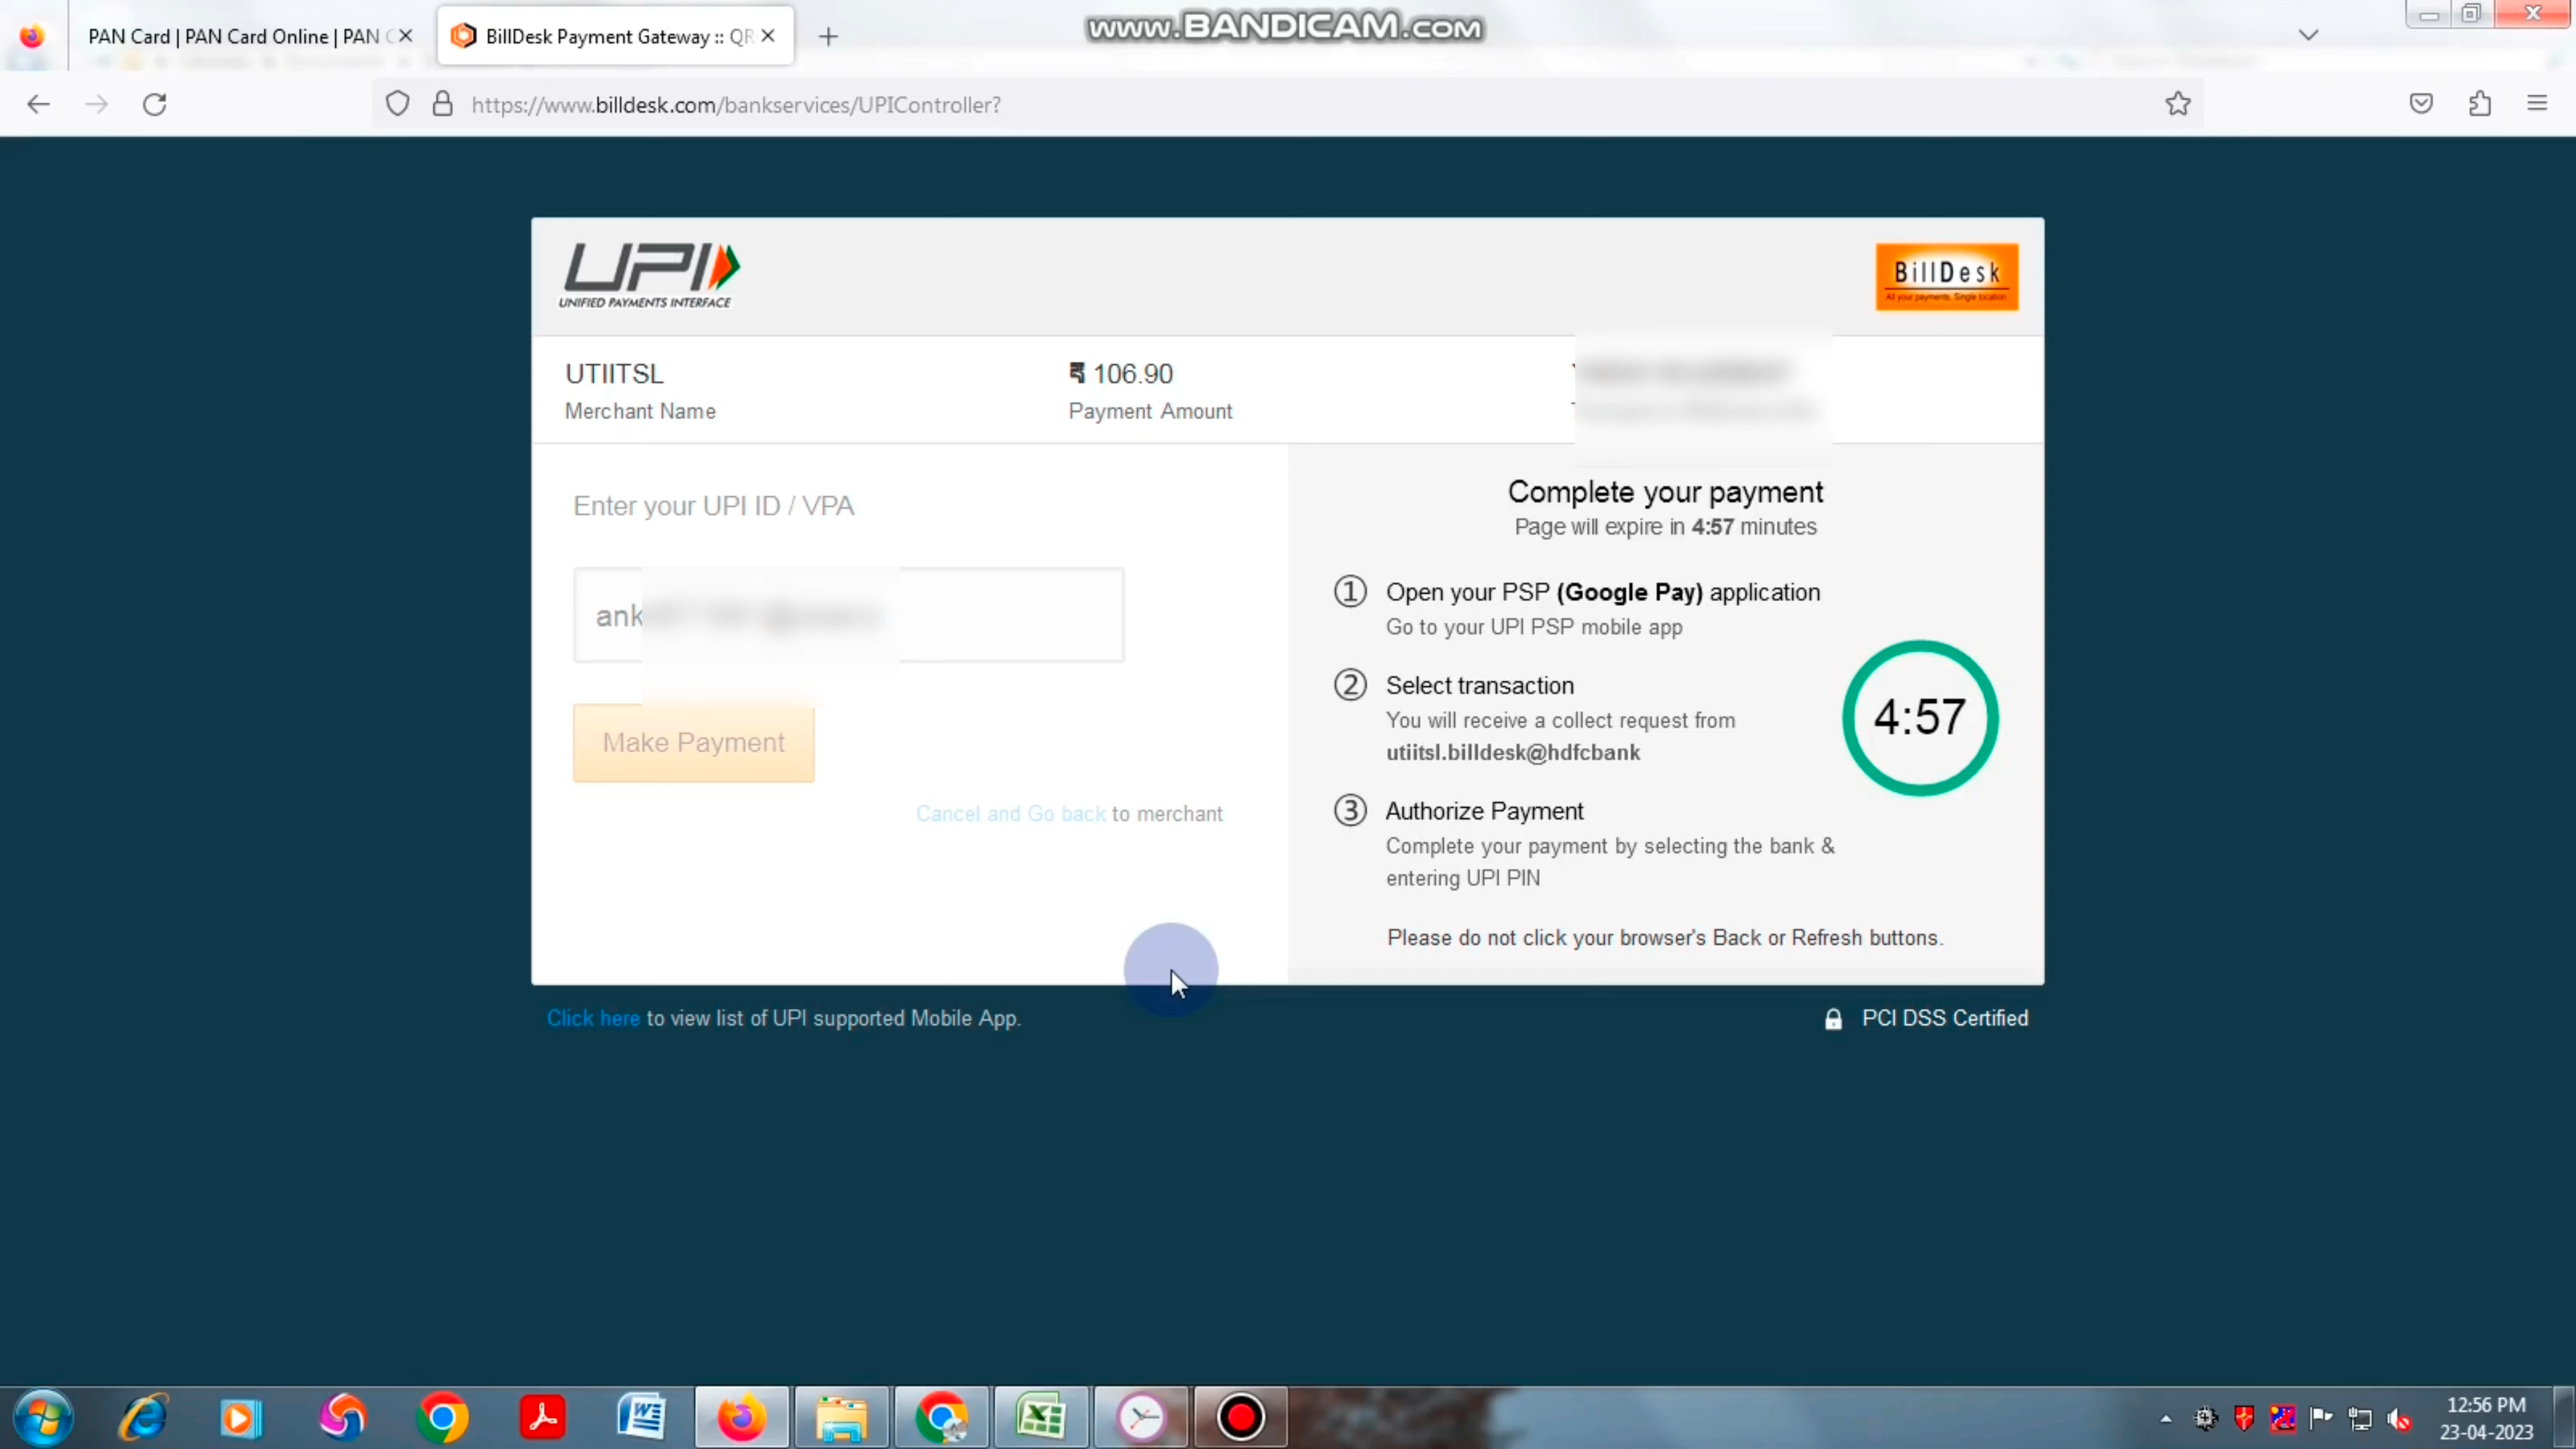 PAN Card | PAN Card Online | PAN C
BillDesk Payment Gateway :: QR
www.BANDICAM.com
https://www.billdesk.com/bankservices/UPIController?
UPI
UNIFIED PAYMENTS INTERFACE
BillDesk
All your payments. Single location.
UTIITSL
Merchant Name
₹ 106.90
Payment Amount
Enter your UPI ID / VPA
ank
Make Payment
Cancel and Go back to merchant
Complete your payment
Page will expire in 4:57 minutes
1 Open your PSP (Google Pay) application
Go to your UPI PSP mobile app
2 Select transaction
You will receive a collect request from
utiitsl.billdesk@hdfcbank
4:57
3 Authorize Payment
Complete your payment by selecting the bank &
entering UPI PIN
Please do not click your browser's Back or Refresh buttons.
Click here to view list of UPI supported Mobile App.
PCI DSS Certified
12:56 PM
23-04-2023